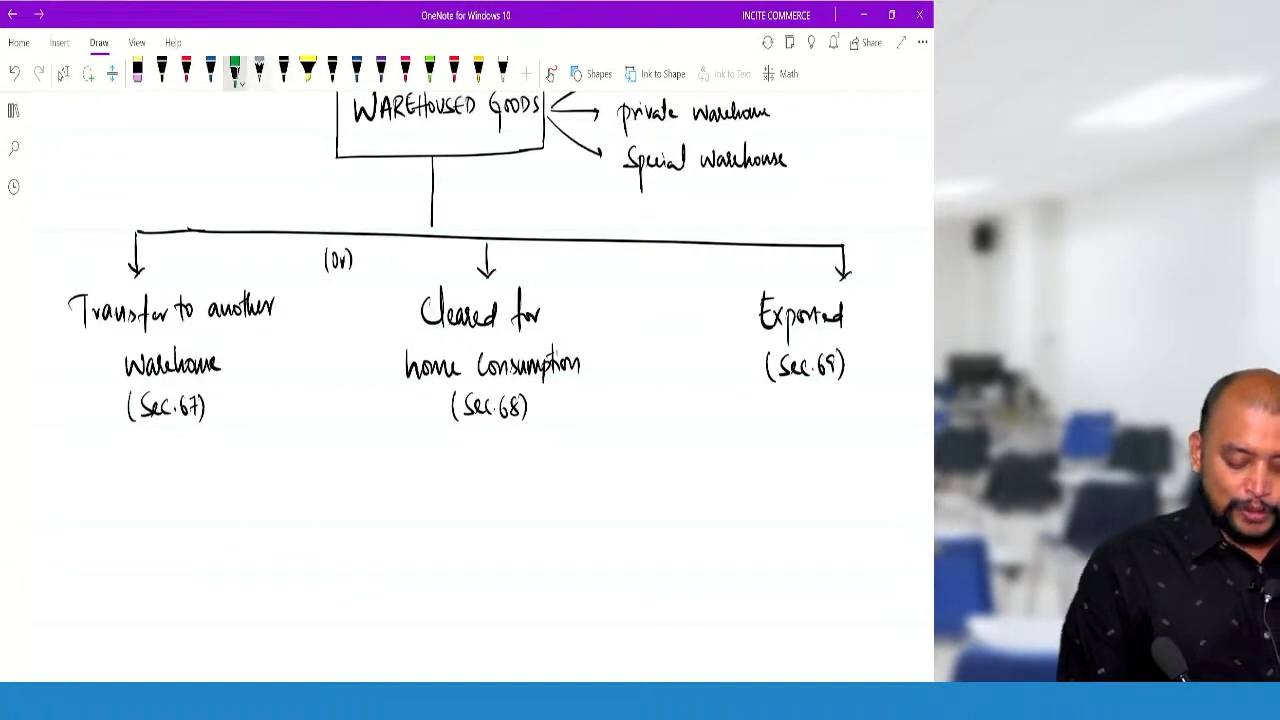 OneNote for Windows 10
INCITE COMMERCE
Home Insert Draw View Help
Share
Shapes Ink to Shape Ink to Text Math
WAREHOUSED GOODS
private warehouse
Special warehouse
(Or)
Transfer to another
warehouse
(Sec.67)
Cleared for
home consumption
(Sec.68)
Exported
(Sec.69)